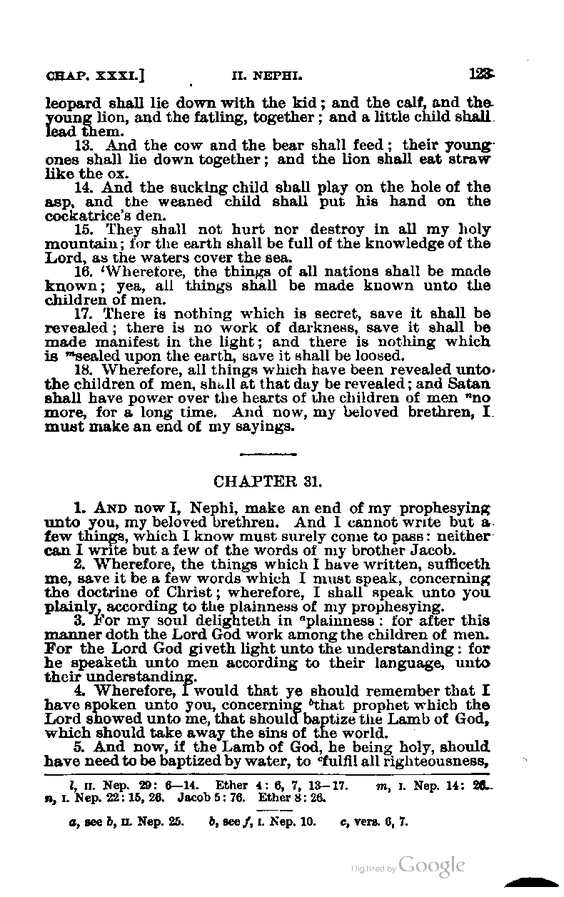 CHAP. XXXI.] II. NEPHI. 123
leopard shall lie down with the kid; and the calf, and the
young lion, and the fatling, together; and a little child shall
lead them.
13. And the cow and the bear shall feed; their young
ones shall lie down together; and the lion shall eat straw
like the ox.
14. And the sucking child shall play on the hole of the
asp, and the weaned child shall put his hand on the
cockatrice's den.
15. They shall not hurt nor destroy in all my holy
mountain; for the earth shall be full of the knowledge of the
Lord, as the waters cover the sea.
16. ˡWherefore, the things of all nations shall be made
known; yea, all things shall be made known unto the
children of men.
17. There is nothing which is secret, save it shall be
revealed; there is no work of darkness, save it shall be
made manifest in the light; and there is nothing which
is ᵐsealed upon the earth, save it shall be loosed.
18. Wherefore, all things which have been revealed unto
the children of men, shall at that day be revealed; and Satan
shall have power over the hearts of the children of men ⁿno
more, for a long time. And now, my beloved brethren, I
must make an end of my sayings.
CHAPTER 31.
1. AND now I, Nephi, make an end of my prophesying
unto you, my beloved brethren. And I cannot write but a
few things, which I know must surely come to pass: neither
can I write but a few of the words of my brother Jacob.
2. Wherefore, the things which I have written, sufficeth
me, save it be a few words which I must speak, concerning
the doctrine of Christ; wherefore, I shall speak unto you
plainly, according to the plainness of my prophesying.
3. For my soul delighteth in ᵃplainness: for after this
manner doth the Lord God work among the children of men.
For the Lord God giveth light unto the understanding: for
he speaketh unto men according to their language, unto
their understanding.
4. Wherefore, I would that ye should remember that I
have spoken unto you, concerning ᵇthat prophet which the
Lord showed unto me, that should baptize the Lamb of God,
which should take away the sins of the world.
5. And now, if the Lamb of God, he being holy, should
have need to be baptized by water, to ᶜfulfil all righteousness,
l, II. Nep. 29: 6—14. Ether 4: 6, 7, 13—17. m, I. Nep. 14: 26.
n, I. Nep. 22: 15, 26. Jacob 5: 76. Ether 8: 26.
a, see b, II. Nep. 25. b, see f, I. Nep. 10. c, vers. 6, 7.
Digitized by Google